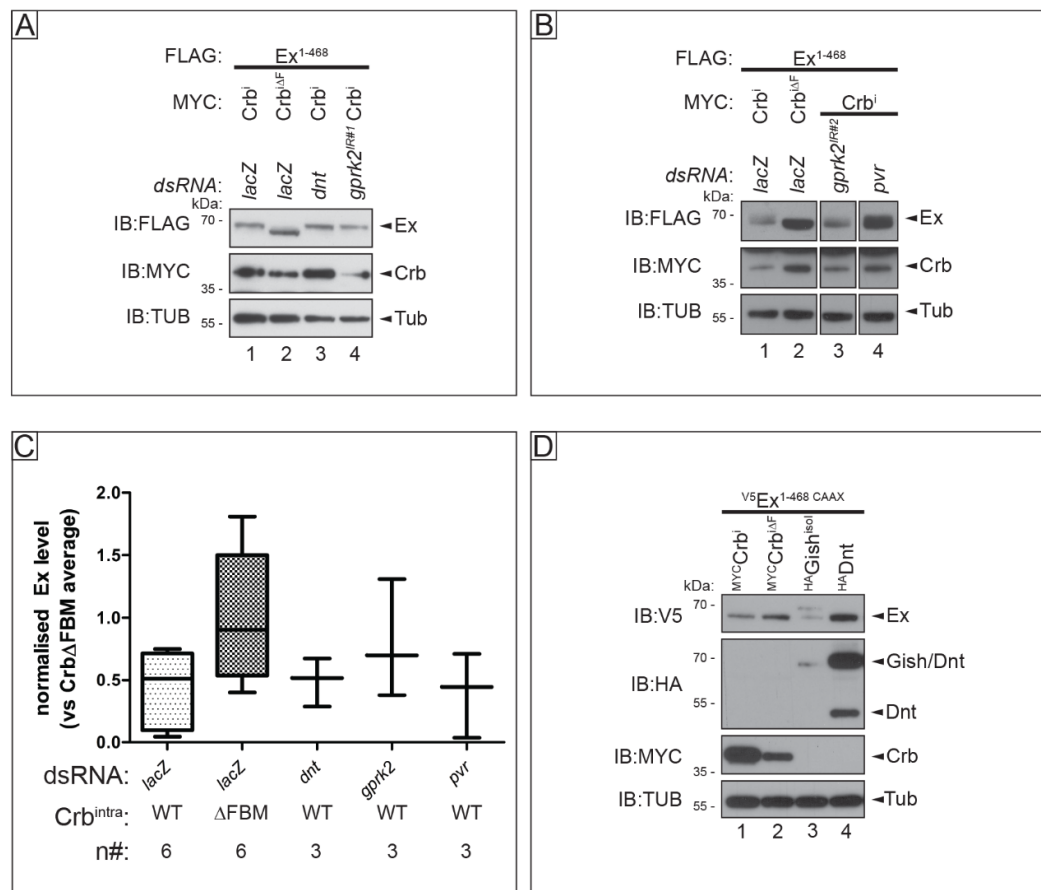 A
FLAG: Ex1-468
MYC: Crbi CrbiΔF Crbi Crbi
dsRNA: lacZ lacZ dnt gprk2IR#1
kDa:
IB:FLAG 70 - Ex
IB:MYC Crb
35 -
IB:TUB 55 - Tub
1 2 3 4
B
FLAG: Ex1-468
MYC: Crbi CrbiΔF Crbi
dsRNA: lacZ lacZ gprk2IR#2 pvr
kDa:
IB:FLAG 70 - Ex
IB:MYC Crb
35 -
IB:TUB 55 - Tub
1 2 3 4
C
normalised Ex level
(vs CrbΔFBM average)
2.0
1.5
1.0
0.5
0.0
dsRNA: lacZ lacZ dnt gprk2 pvr
Crbintra: WT ΔFBM WT WT WT
n#: 6 6 3 3 3
D
V5Ex1-468 CAAX
MYCCrbi MYCCrbiΔF HAGishisoI HADnt
kDa:
IB:V5 70 - Ex
IB:HA 70 - Gish/Dnt
55 - Dnt
IB:MYC Crb
35 -
IB:TUB 55 - Tub
1 2 3 4